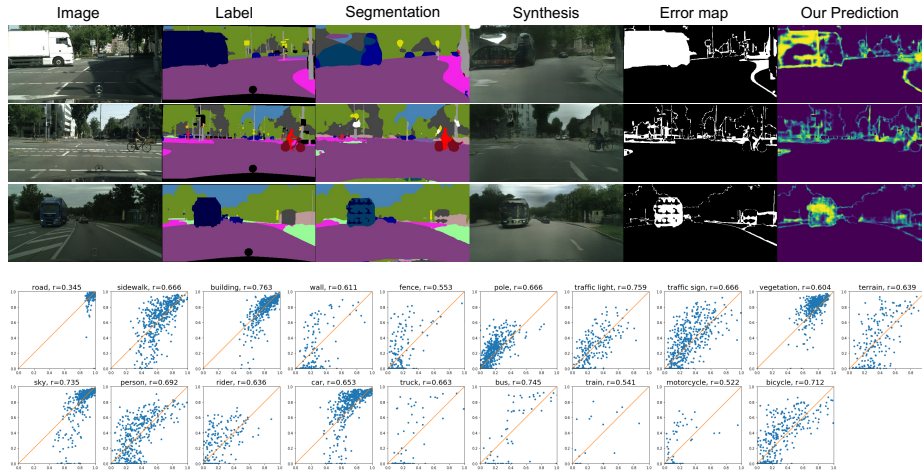 Image Label Segmentation Synthesis Error map Our Prediction
road, r=0.345 sidewalk, r=0.666 building, r=0.763 wall, r=0.611 fence, r=0.553 pole, r=0.666 traffic light, r=0.759 traffic sign, r=0.666 vegetation, r=0.604 terrain, r=0.639
sky, r=0.735 person, r=0.692 rider, r=0.636 car, r=0.653 truck, r=0.663 bus, r=0.745 train, r=0.541 motorcycle, r=0.522 bicycle, r=0.712